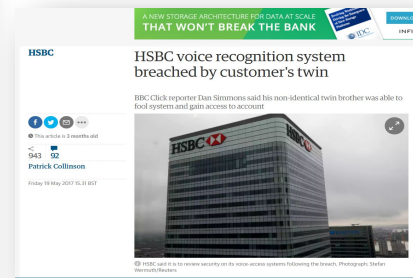 A NEW STORAGE ARCHITECTURE FOR DATA AT SCALE
THAT WON'T BREAK THE BANK
IDC
DOWNLO
INFI
HSBC
HSBC voice recognition system
breached by customer's twin
BBC Click reporter Dan Simmons said his non-identical twin brother was able to
fool system and gain access to account
This article is 3 months old
943 92
Patrick Collinson
Friday 19 May 2017 15.31 BST
HSBC
HSBC
HSBC said it is to review security on its voice-access systems following the breach. Photograph: Stefan
Wermuth/Reuters